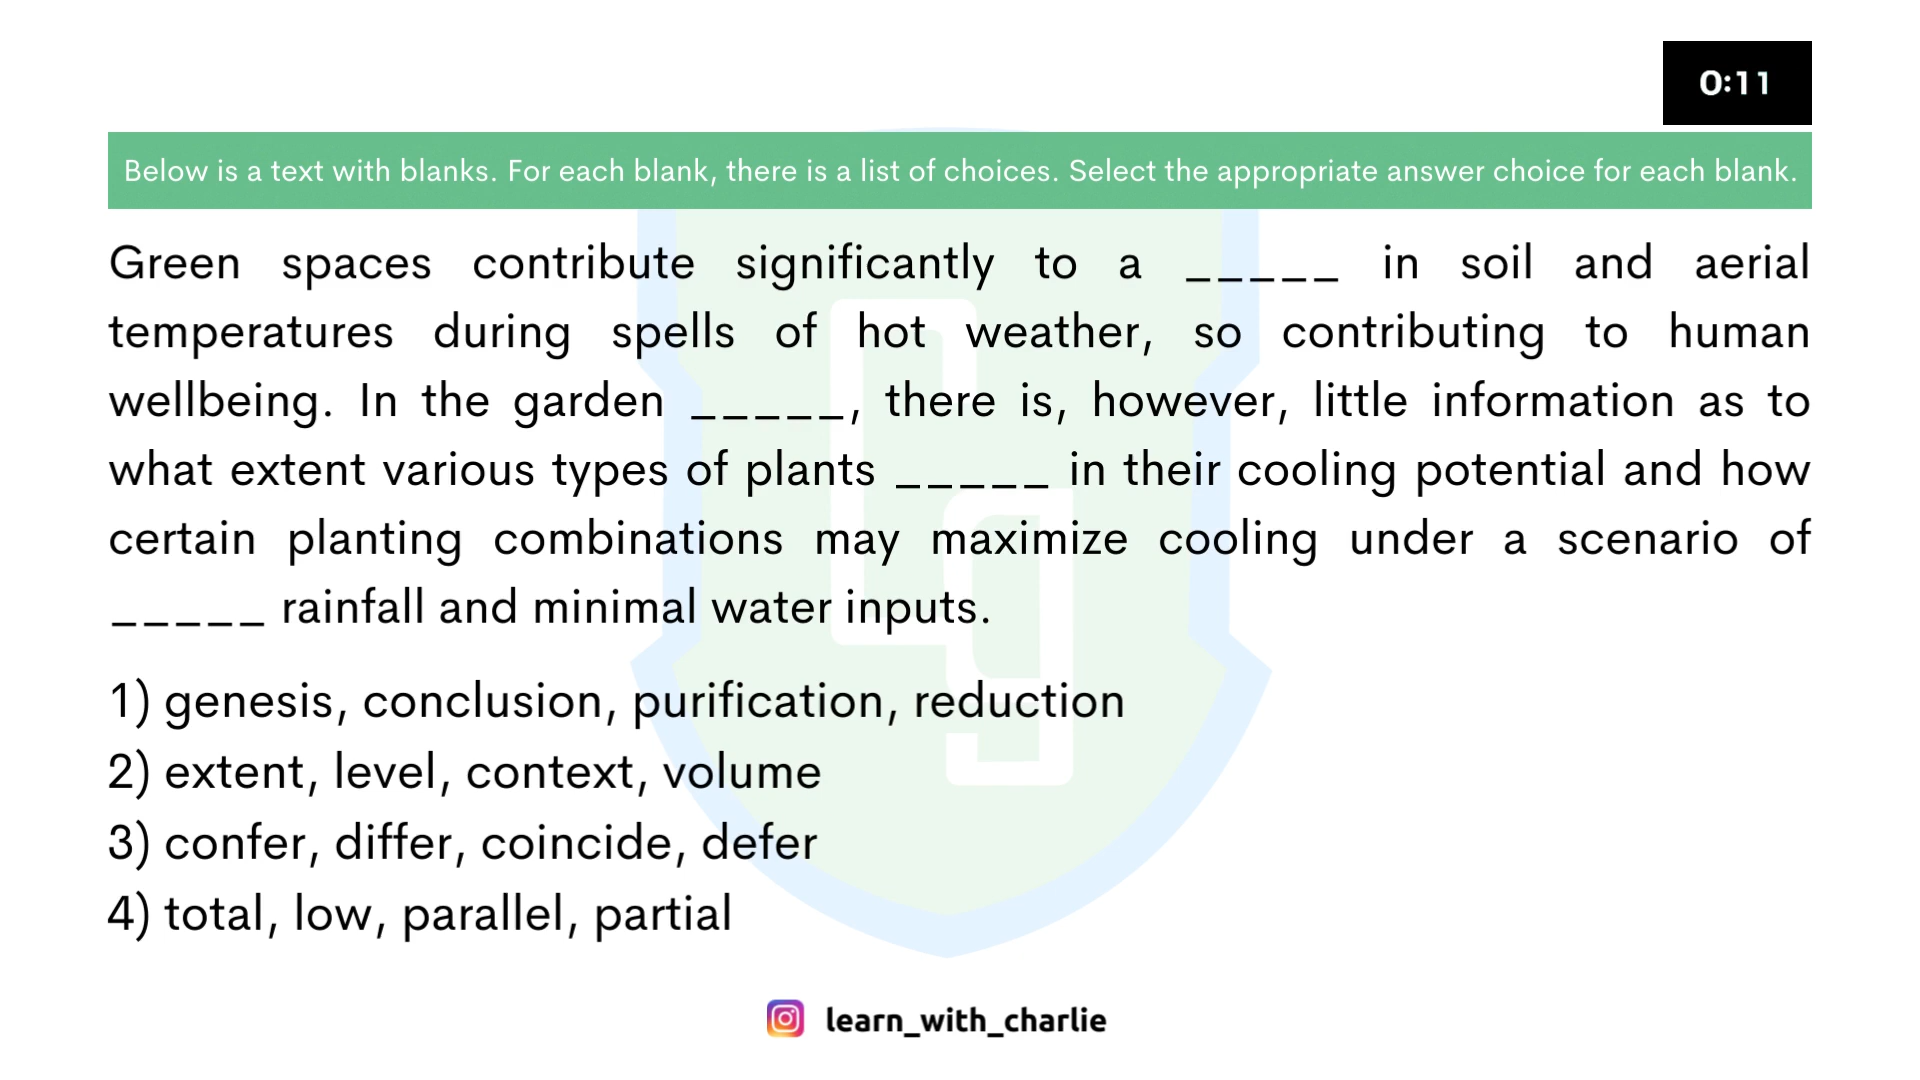 0:11
Below is a text with blanks. For each blank, there is a list of choices. Select the appropriate answer choice for each blank.
Green spaces contribute significantly to a _____ in soil and aerial
temperatures during spells of hot weather, so contributing to human
wellbeing. In the garden _____, there is, however, little information as to
what extent various types of plants _____ in their cooling potential and how
certain planting combinations may maximize cooling under a scenario of
_____ rainfall and minimal water inputs.
1) genesis, conclusion, purification, reduction
2) extent, level, context, volume
3) confer, differ, coincide, defer
4) total, low, parallel, partial
learn_with_charlie